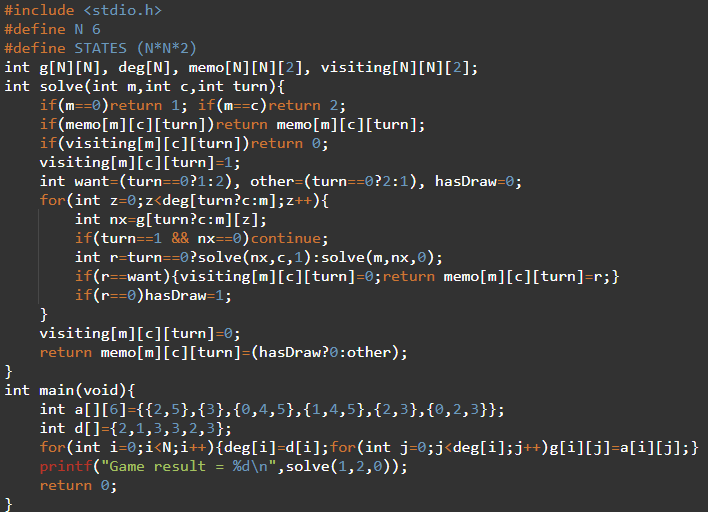 #include <stdio.h>
#define N 6
#define STATES (N*N*2)
int g[N][N], deg[N], memo[N][N][2], visiting[N][N][2];
int solve(int m,int c,int turn){
    if(m==0)return 1; if(m==c)return 2;
    if(memo[m][c][turn])return memo[m][c][turn];
    if(visiting[m][c][turn])return 0;
    visiting[m][c][turn]=1;
    int want=(turn==0?1:2), other=(turn==0?2:1), hasDraw=0;
    for(int z=0;z<deg[turn?c:m];z++){
        int nx=g[turn?c:m][z];
        if(turn==1 && nx==0)continue;
        int r=turn==0?solve(nx,c,1):solve(m,nx,0);
        if(r==want){visiting[m][c][turn]=0;return memo[m][c][turn]=r;}
        if(r==0)hasDraw=1;
    }
    visiting[m][c][turn]=0;
    return memo[m][c][turn]=(hasDraw?0:other);
}
int main(void){
    int a[][6]={{2,5},{3},{0,4,5},{1,4,5},{2,3},{0,2,3}};
    int d[]={2,1,3,3,2,3};
    for(int i=0;i<N;i++){deg[i]=d[i];for(int j=0;j<deg[i];j++)g[i][j]=a[i][j];}
    printf("Game result = %d\n",solve(1,2,0));
    return 0;
}